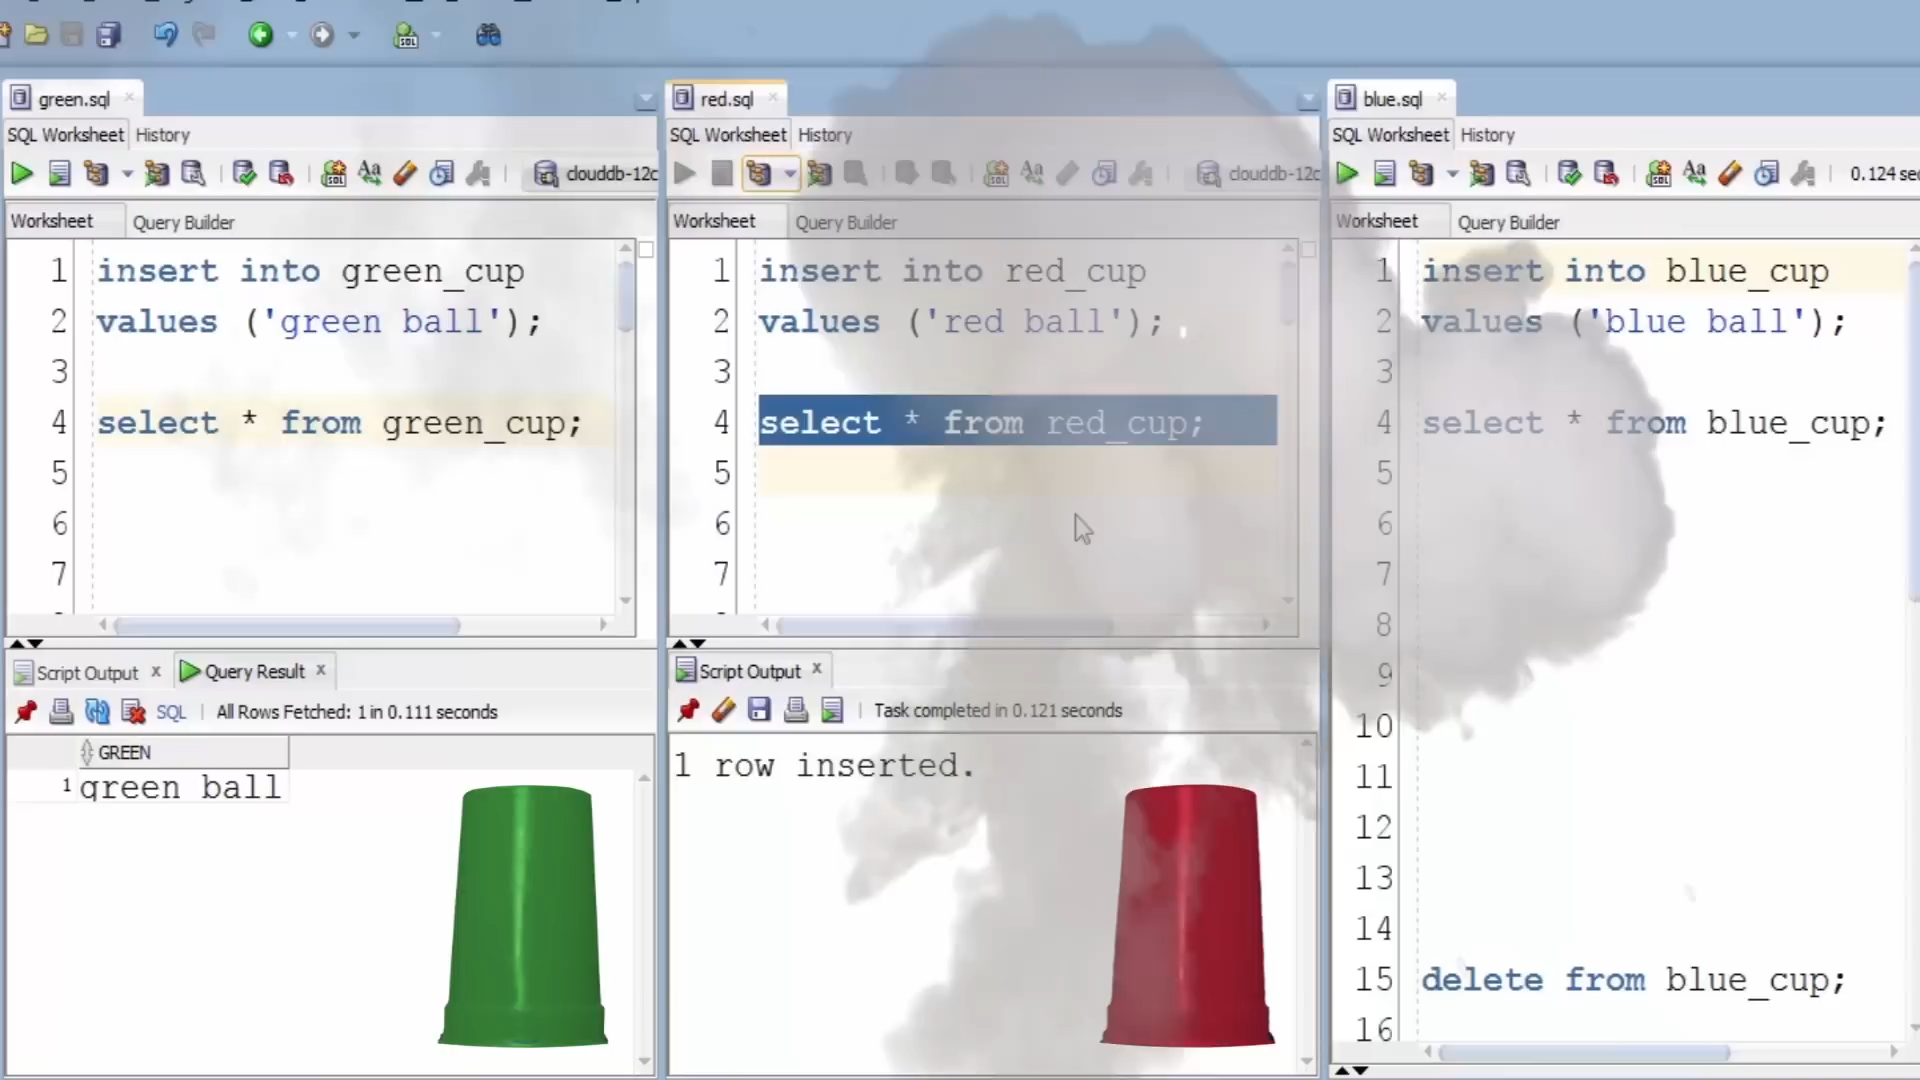 green.sql
SQL Worksheet History
clouddb-12c
Worksheet Query Builder
1 insert into green_cup
2 values ('green ball');
3
4 select * from green_cup;
5
6
7
Script Output x Query Result x
SQL | All Rows Fetched: 1 in 0.111 seconds
GREEN
1 green ball
red.sql
SQL Worksheet History
clouddb-12c
Worksheet Query Builder
1 insert into red_cup
2 values ('red ball');
3
4 select * from red_cup;
5
6
7
Script Output x
Task completed in 0.121 seconds
1 row inserted.
blue.sql
SQL Worksheet History
0.124
Worksheet Query Builder
1 insert into blue_cup
2 values ('blue ball');
3
4 select * from blue_cup;
5
6
7
8
9
10
11
12
13
14
15 delete from blue_cup;
16